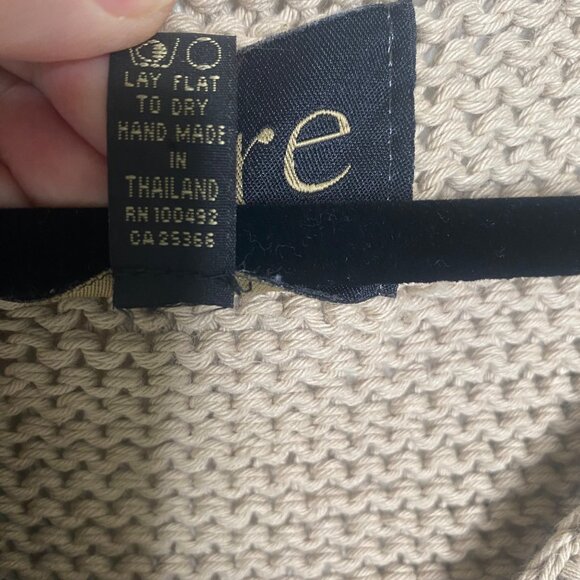 LAY FLAT
TO DRY
HAND MADE
IN
THAILAND
RN 100492
CA 25366
re